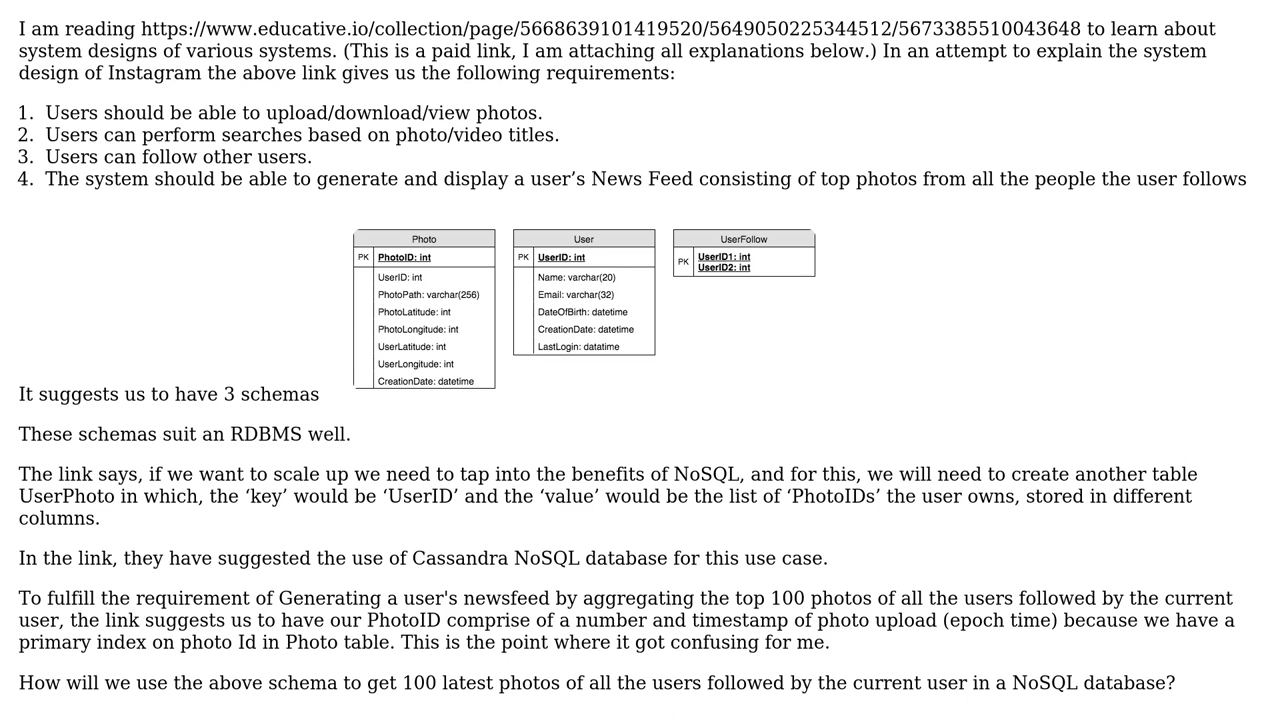 I am reading https://www.educative.io/collection/page/5668639101419520/5649050225344512/5673385510043648 to learn about
system designs of various systems. (This is a paid link, I am attaching all explanations below.) In an attempt to explain the system
design of Instagram the above link gives us the following requirements:
1. Users should be able to upload/download/view photos.
2. Users can perform searches based on photo/video titles.
3. Users can follow other users.
4. The system should be able to generate and display a user’s News Feed consisting of top photos from all the people the user follows
Photo
PK PhotoID: int
UserID: int
PhotoPath: varchar(256)
PhotoLatitude: int
PhotoLongitude: int
UserLatitude: int
UserLongitude: int
CreationDate: datetime
User
PK UserID: int
Name: varchar(20)
Email: varchar(32)
DateOfBirth: datetime
CreationDate: datetime
LastLogin: datatime
UserFollow
PK UserID1: int
UserID2: int
It suggests us to have 3 schemas
These schemas suit an RDBMS well.
The link says, if we want to scale up we need to tap into the benefits of NoSQL, and for this, we will need to create another table
UserPhoto in which, the ‘key’ would be ‘UserID’ and the ‘value’ would be the list of ‘PhotoIDs’ the user owns, stored in different
columns.
In the link, they have suggested the use of Cassandra NoSQL database for this use case.
To fulfill the requirement of Generating a user's newsfeed by aggregating the top 100 photos of all the users followed by the current
user, the link suggests us to have our PhotoID comprise of a number and timestamp of photo upload (epoch time) because we have a
primary index on photo Id in Photo table. This is the point where it got confusing for me.
How will we use the above schema to get 100 latest photos of all the users followed by the current user in a NoSQL database?